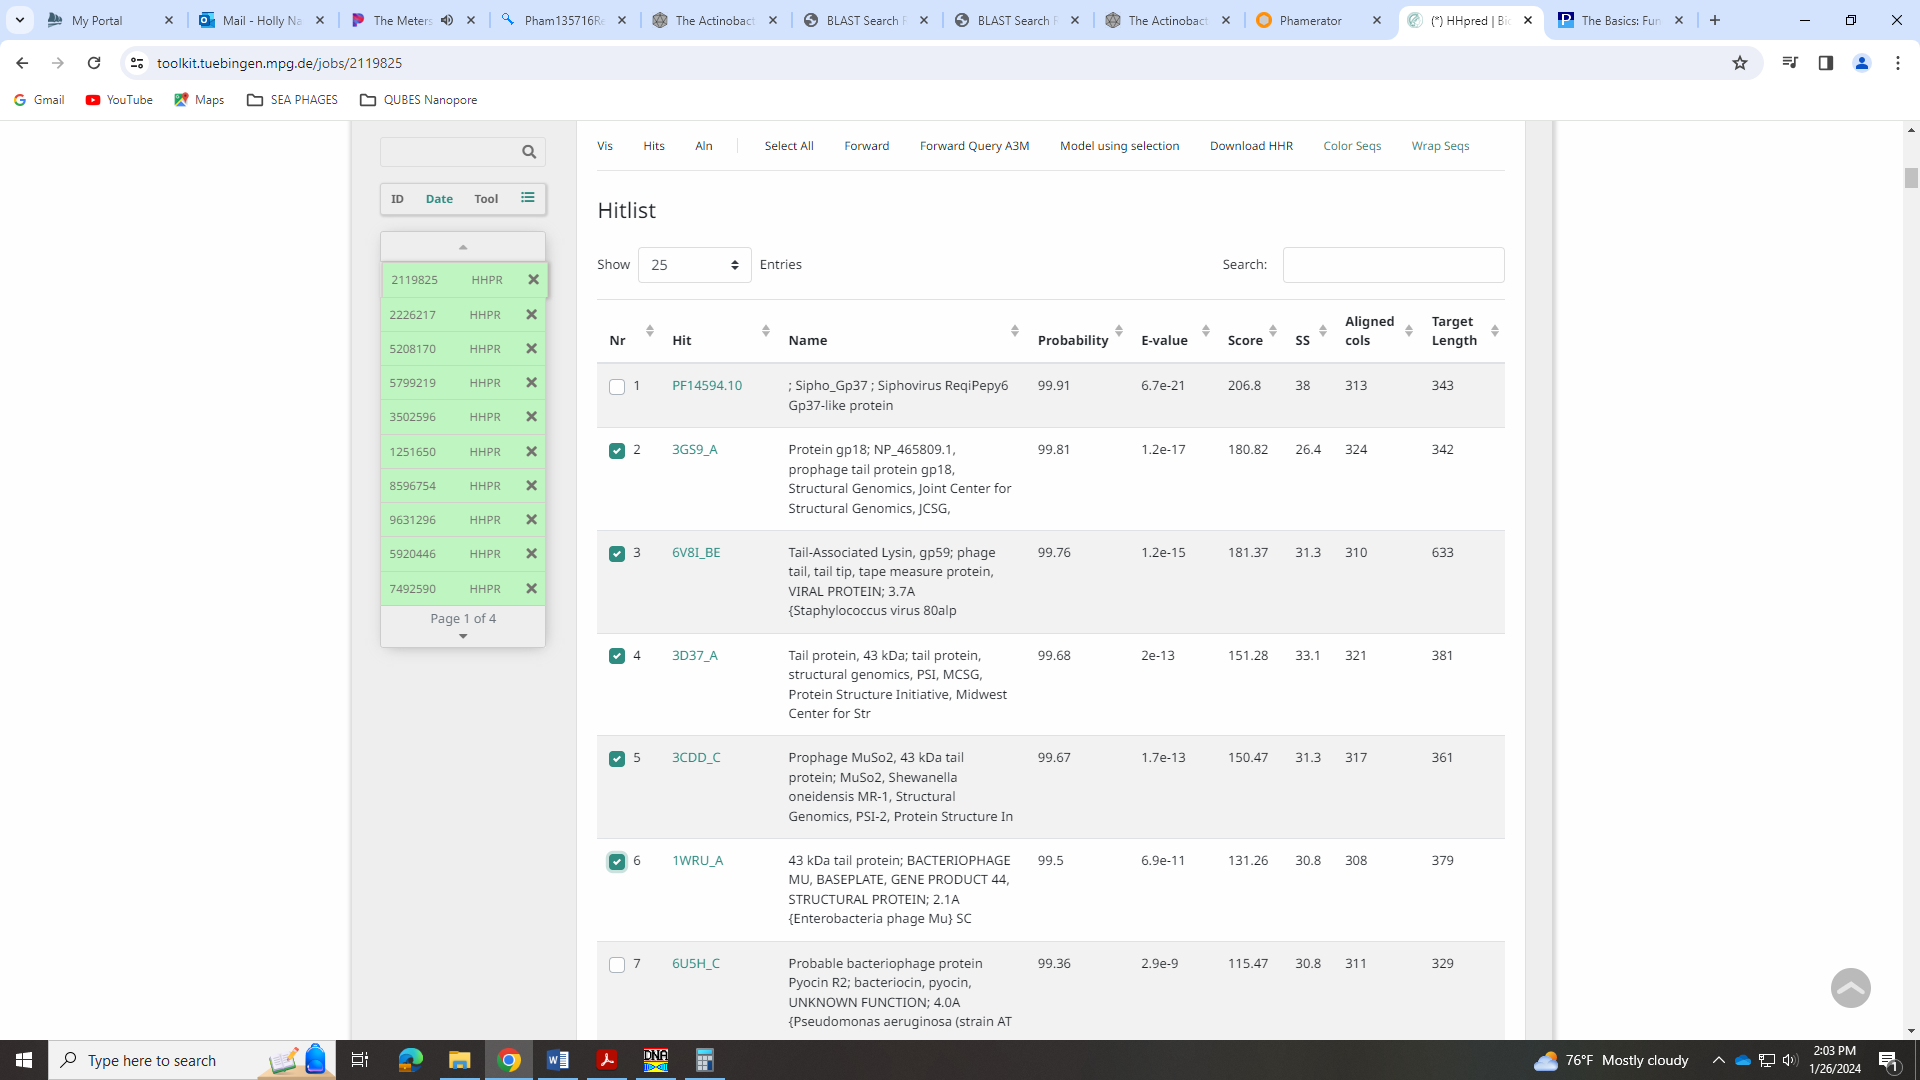 My Portal
Mail - Holly Na
The Meters
Pham135716Re
The Actinobact
BLAST Search R
BLAST Search R
The Actinobact
Phamerator
(*) HHpred | Bio
The Basics: Fun
toolkit.tuebingen.mpg.de/jobs/2119825
Gmail YouTube Maps SEA PHAGES QUBES Nanopore
Vis Hits Aln Select All Forward Forward Query A3M Model using selection Download HHR Color Seqs Wrap Seqs
ID Date Tool
2119825 HHPR
2226217 HHPR
5208170 HHPR
5799219 HHPR
3502596 HHPR
1251650 HHPR
8596754 HHPR
9631296 HHPR
5920446 HHPR
7492590 HHPR
Page 1 of 4
Hitlist
Show 25 Entries Search:
Nr Hit Name Probability E-value Score SS Aligned cols Target Length
1 PF14594.10 ; Sipho_Gp37 ; Siphovirus ReqiPepy6 99.91 6.7e-21 206.8 38 313 343
Gp37-like protein
2 3GS9_A Protein gp18; NP_465809.1, 99.81 1.2e-17 180.82 26.4 324 342
prophage tail protein gp18,
Structural Genomics, Joint Center for
Structural Genomics, JCSG,
3 6V8I_BE Tail-Associated Lysin, gp59; phage 99.76 1.2e-15 181.37 31.3 310 633
tail, tail tip, tape measure protein,
VIRAL PROTEIN; 3.7A
{Staphylococcus virus 80alp
4 3D37_A Tail protein, 43 kDa; tail protein, 99.68 2e-13 151.28 33.1 321 381
structural genomics, PSI, MCSG,
Protein Structure Initiative, Midwest
Center for Str
5 3CDD_C Prophage MuSo2, 43 kDa tail 99.67 1.7e-13 150.47 31.3 317 361
protein; MuSo2, Shewanella
oneidensis MR-1, Structural
Genomics, PSI-2, Protein Structure In
6 1WRU_A 43 kDa tail protein; BACTERIOPHAGE 99.5 6.9e-11 131.26 30.8 308 379
MU, BASEPLATE, GENE PRODUCT 44,
STRUCTURAL PROTEIN; 2.1A
{Enterobacteria phage Mu} SC
7 6U5H_C Probable bacteriophage protein 99.36 2.9e-9 115.47 30.8 311 329
Pyocin R2; bacteriocin, pyocin,
UNKNOWN FUNCTION; 4.0A
{Pseudomonas aeruginosa (strain AT
Type here to search
DNA
76°F Mostly cloudy
2:03 PM
1/26/2024
1